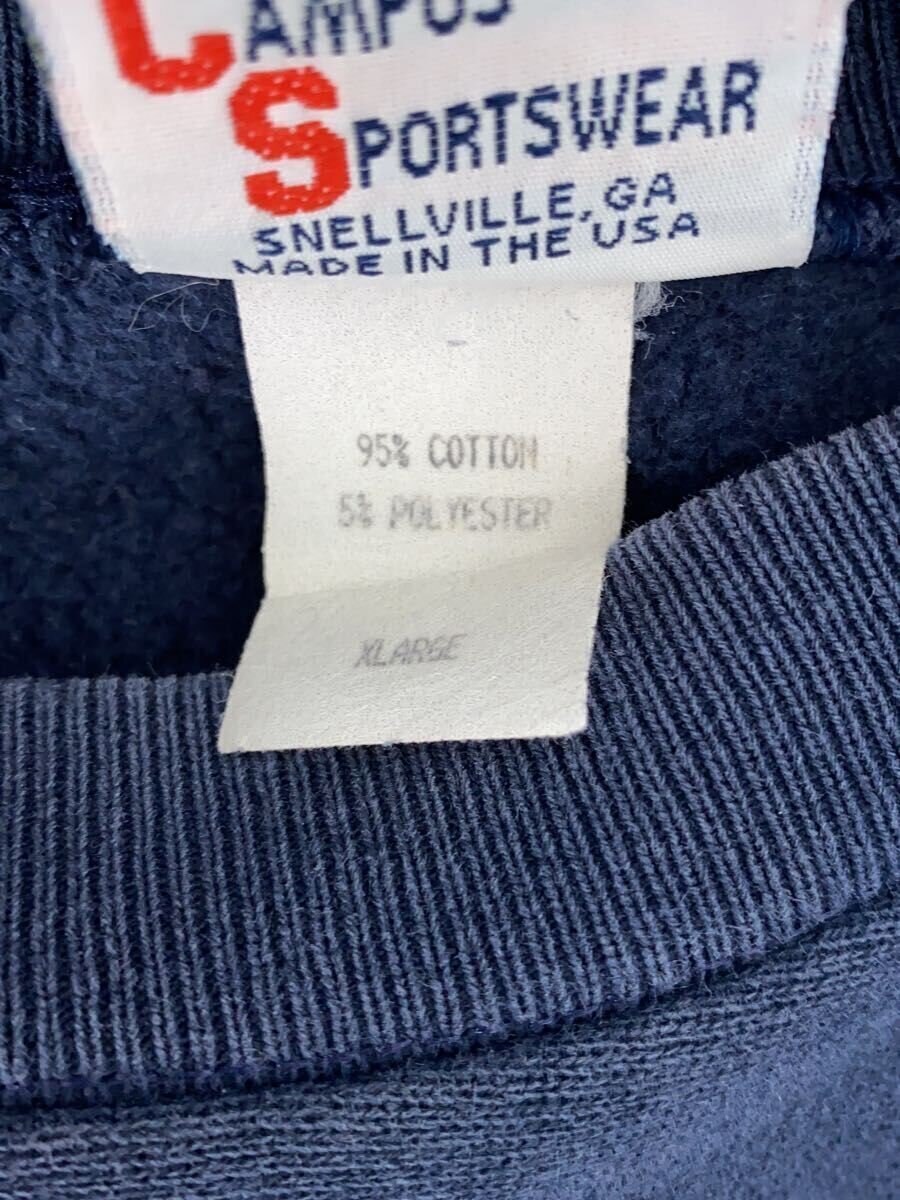 CAMPUS
SPORTSWEAR
SNELLVILLE, GA
MADE IN THE USA
95% COTTON
5% POLYESTER
XLARGE